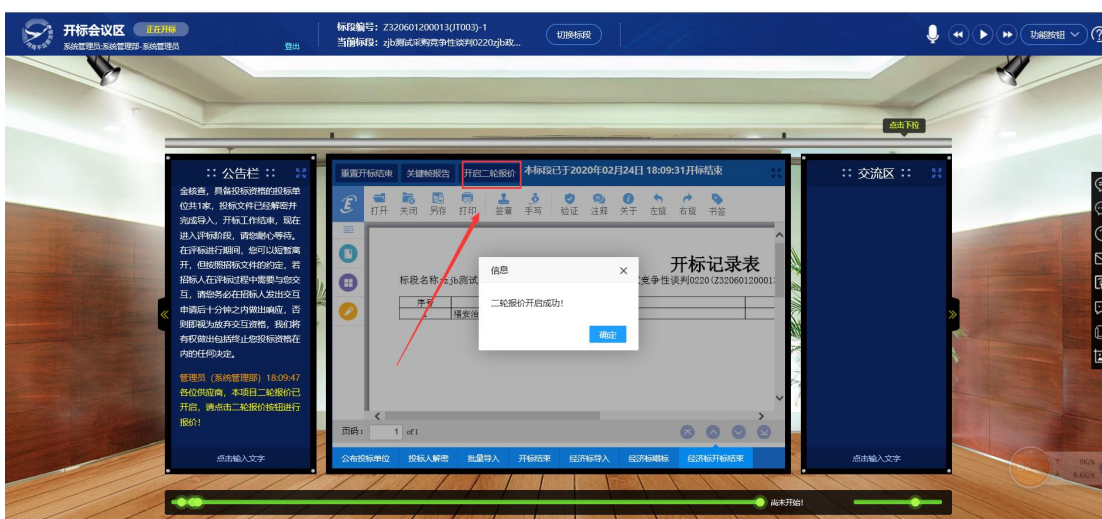 开标会议区 正在开标
系统管理员:系统管理部-系统管理员 登出
标段编号：Z320601200013(JT003)-1
当前标段：zjb测试采购竞争性谈判0220zjb政...
切换标段
功能按钮
点击下拉
:: 公告栏 ::
金核查，具备投标资格的投标单
位共1家，投标文件已经解密并
完成导入，开标工作结束，现在
进入评标阶段，请您耐心等待。
在评标进行期间，您可以短暂离
开，但按照招标文件的约定，若
招标人在评标过程中需要与您交
互，请您务必在招标人发出交互
申请后十分钟之内做出响应，否
则即视为放弃交互资格，我们将
有权做出包括终止您投标资格在
内的任何决定。
管理员（系统管理部）18:09:47
各位供应商，本项目二轮报价已
开启，请点击二轮报价按钮进行
报价！
点击输入文字
重置开标结束 关键帧报告 开启二轮报价 本标段已于2020年02月24日 18:09:31开标结束
打开 关闭 另存 打印 签章 手写 验证 注释 关于 左旋 右旋 书签
开标记录表
标段名称:zjb测试
竞争性谈判0220(Z32060120001
序号
信息
二轮报价开启成功！
确定
页码： 1 of1
公布投标单位 投标人解密 批量导入 开标结束 经济标导入 经济标唱标 经济标开标结束
:: 交流区 ::
点击输入文字
尚未开始!
0K/s
0.6K/s